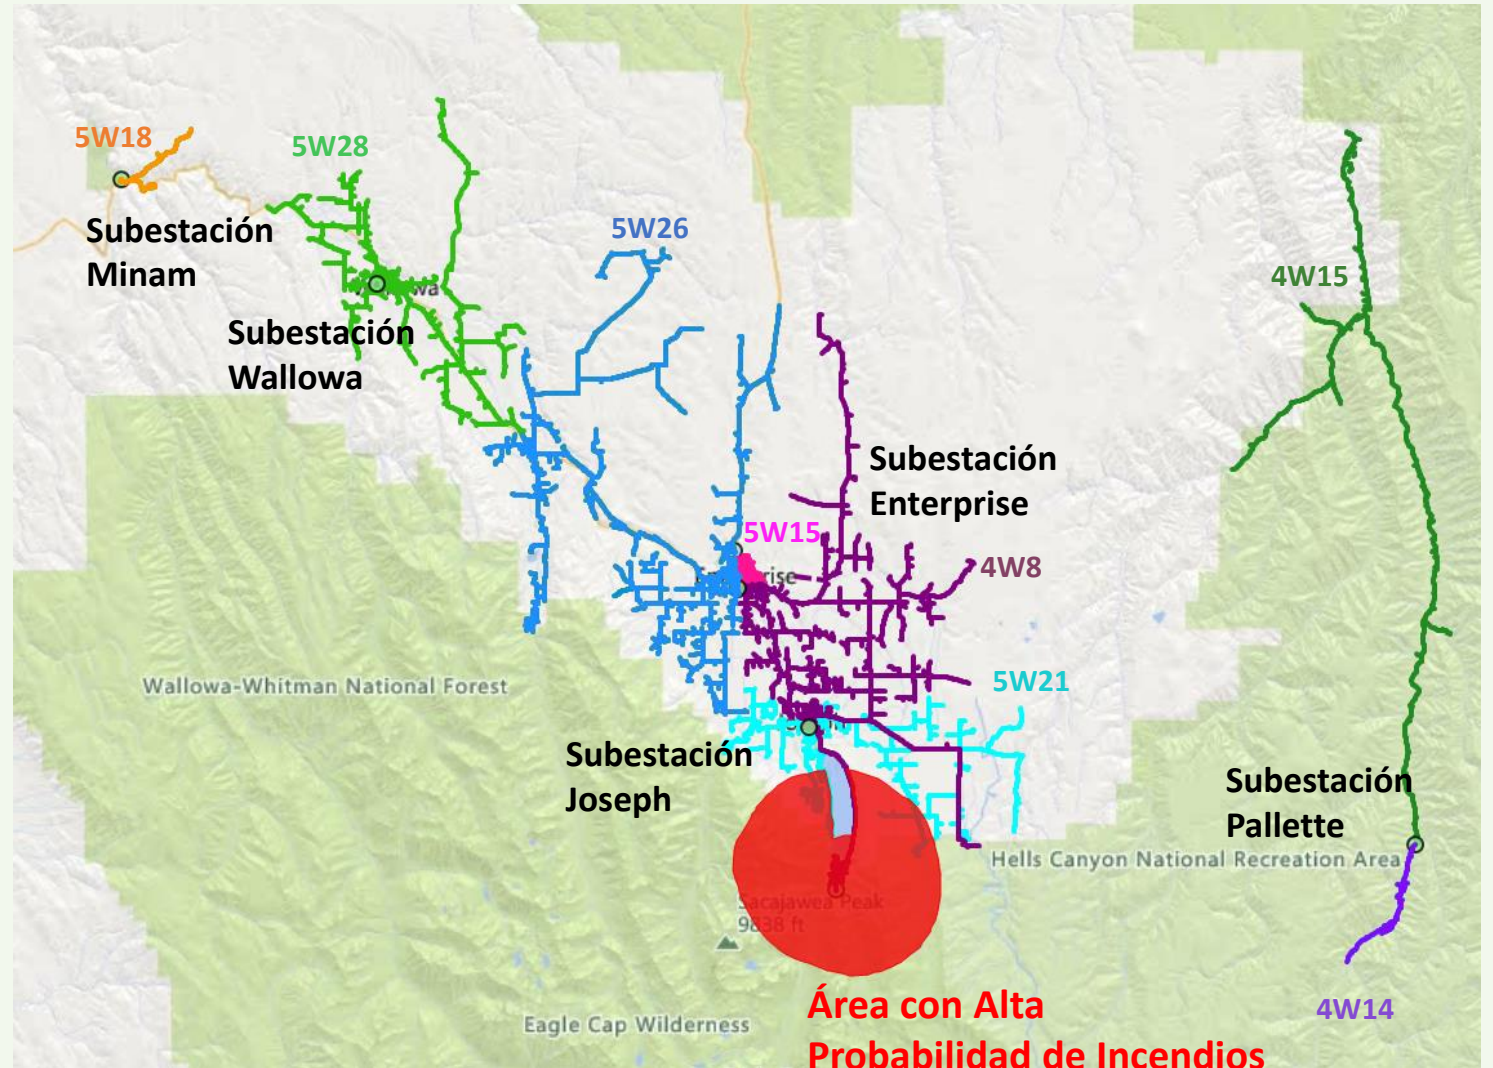 5W18
5W28
Subestación
Minam
5W26
4W15
Subestación
Wallowa
Subestación
Enterprise
5W15
4W8
Wallowa-Whitman National Forest
5W21
Subestación
Joseph
Subestación
Pallette
Hells Canyon National Recreation Area
Sacajawea Peak
9838 ft
Área con Alta
Probabilidad de Incendios
4W14
Eagle Cap Wilderness